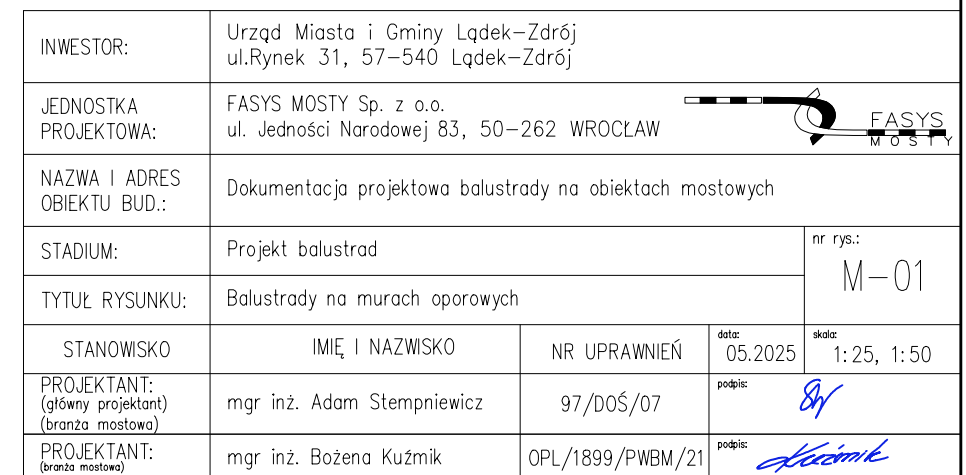 INWESTOR:
Urząd Miasta i Gminy Lądek-Zdrój
ul.Rynek 31, 57-540 Lądek-Zdrój
JEDNOSTKA
PROJEKTOWA:
FASYS MOSTY Sp. z o.o.
ul. Jedności Narodowej 83, 50-262 WROCŁAW
FASYS
MOSTY
NAZWA I ADRES
OBIEKTU BUD.:
Dokumentacja projektowa balustrady na obiektach mostowych
STADIUM:
Projekt balustrad
nr rys.:
M-01
TYTUŁ RYSUNKU:
Balustrady na murach oporowych
STANOWISKO
IMIĘ I NAZWISKO
NR UPRAWNIEŃ
data:
05.2025
skala:
1:25, 1:50
PROJEKTANT:
(główny projektant)
(branża mostowa)
mgr inż. Adam Stempniewicz
97/DOŚ/07
podpis:
PROJEKTANT:
(branża mostowa)
mgr inż. Bożena Kuźmik
OPL/1899/PWBM/21
podpis:
Kuźmik